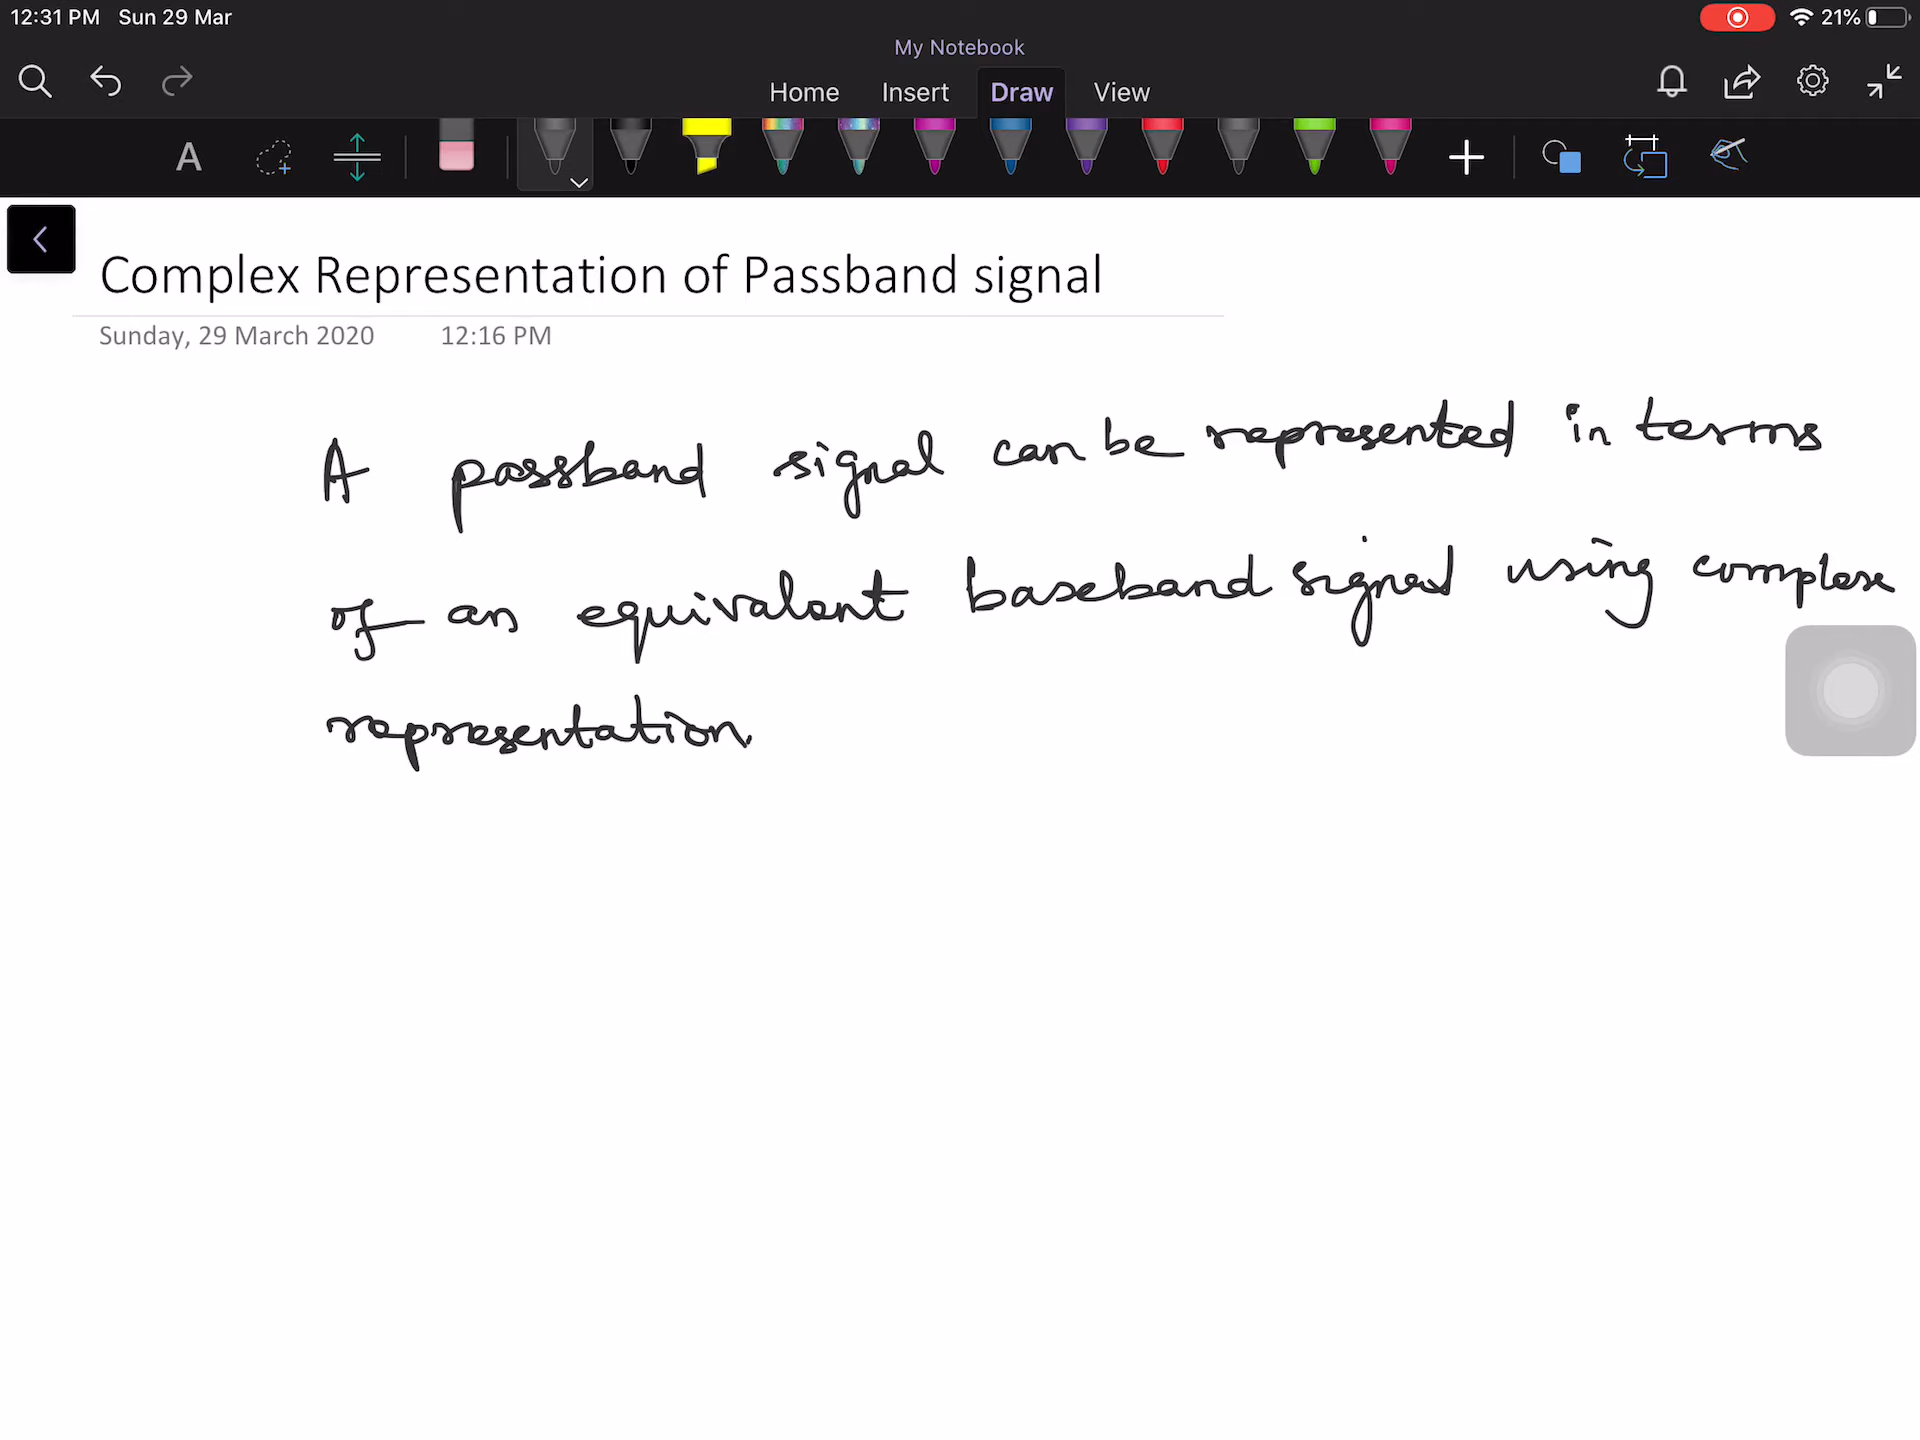 12:31 PM Sun 29 Mar
21%
My Notebook
Home Insert Draw View
A
Complex Representation of Passband signal
Sunday, 29 March 2020 12:16 PM
A passband signal can be represented in terms
of an equivalent baseband signal using complex
representation.